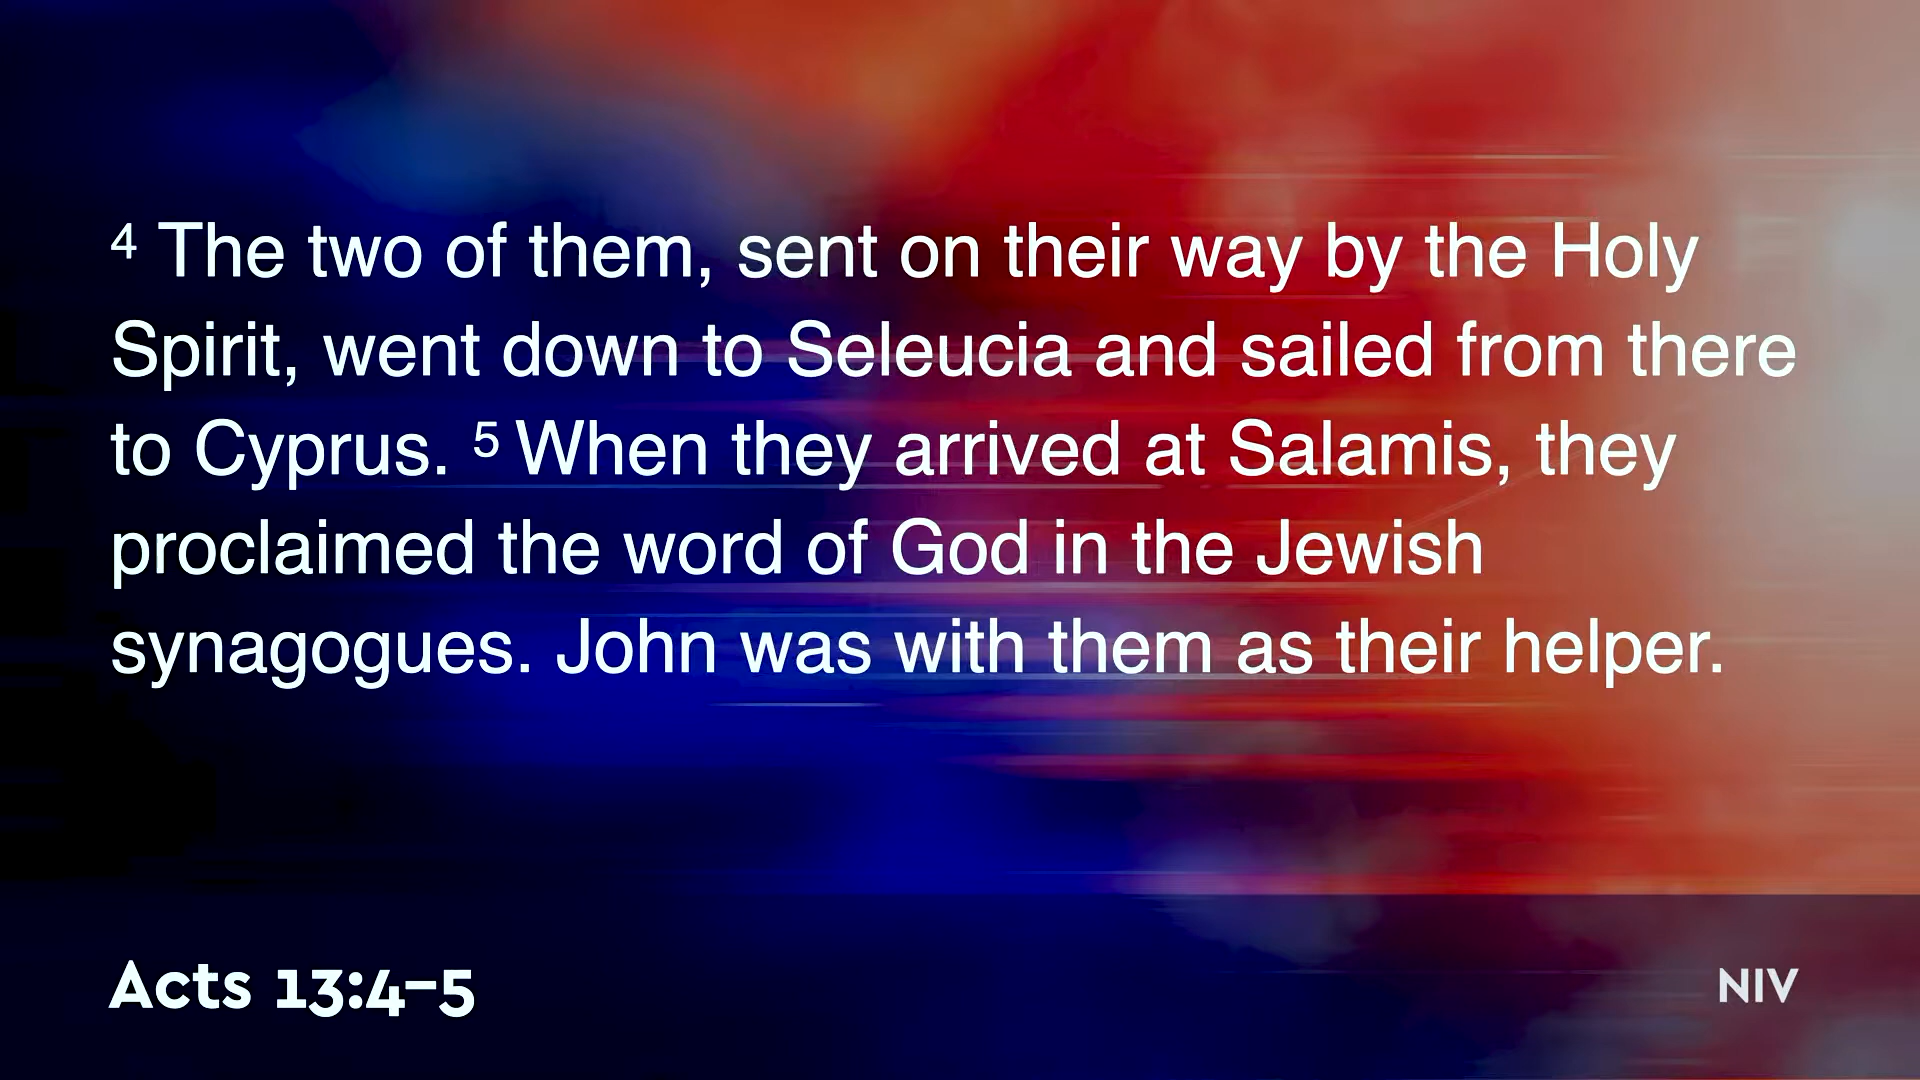 4 The two of them, sent on their way by the Holy
Spirit, went down to Seleucia and sailed from there
to Cyprus. 5 When they arrived at Salamis, they
proclaimed the word of God in the Jewish
synagogues. John was with them as their helper.
Acts 13:4–5
NIV